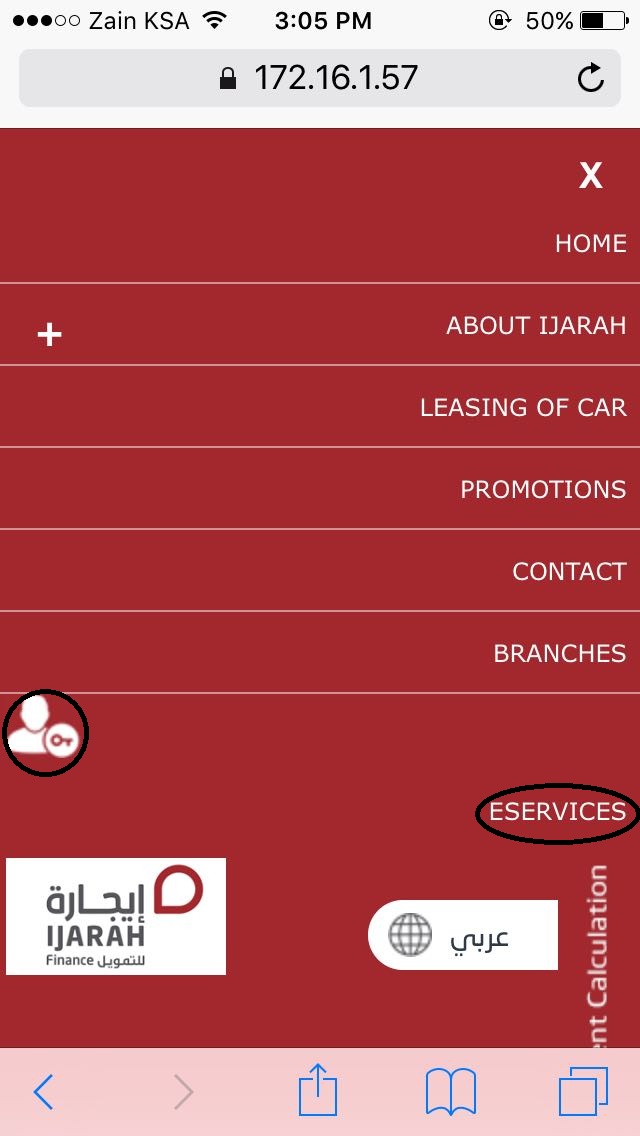 Zain KSA 3:05 PM 50%
172.16.1.57
X
HOME
+ ABOUT IJARAH
LEASING OF CAR
PROMOTIONS
CONTACT
BRANCHES
ESERVICES
إيجارة
IJARAH
Finance للتمويل
عربي
ent Calculation